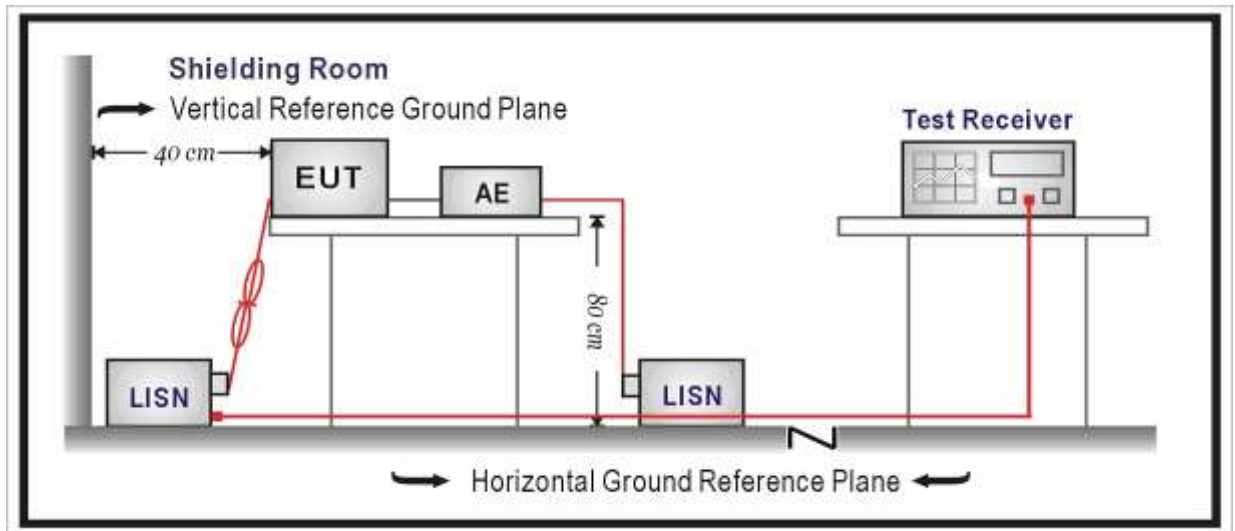 Shielding Room
Vertical Reference Ground Plane
40 cm
EUT
AE
Test Receiver
80 cm
LISN
LISN
Horizontal Ground Reference Plane